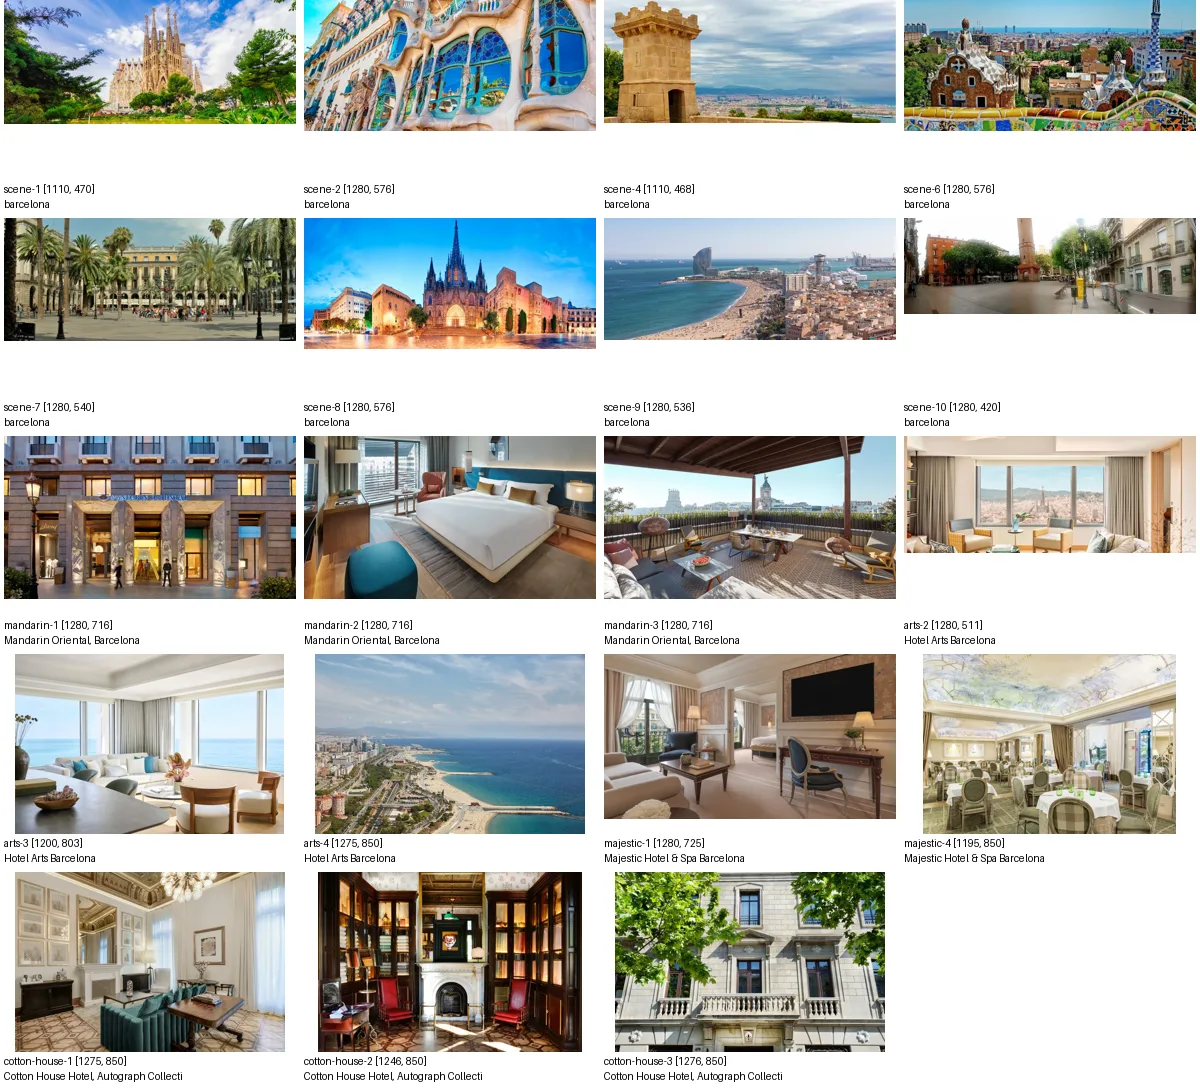 scene-1 [1110, 470]
barcelona
scene-2 [1280, 576]
barcelona
scene-4 [1110, 468]
barcelona
scene-6 [1280, 576]
barcelona
scene-7 [1280, 540]
barcelona
scene-8 [1280, 576]
barcelona
scene-9 [1280, 536]
barcelona
scene-10 [1280, 420]
barcelona
mandarin-1 [1280, 716]
Mandarin Oriental, Barcelona
mandarin-2 [1280, 716]
Mandarin Oriental, Barcelona
mandarin-3 [1280, 716]
Mandarin Oriental, Barcelona
arts-2 [1280, 511]
Hotel Arts Barcelona
arts-3 [1200, 803]
Hotel Arts Barcelona
arts-4 [1275, 850]
Hotel Arts Barcelona
majestic-1 [1280, 725]
Majestic Hotel & Spa Barcelona
majestic-4 [1195, 850]
Majestic Hotel & Spa Barcelona
cotton-house-1 [1275, 850]
Cotton House Hotel, Autograph Collecti
cotton-house-2 [1246, 850]
Cotton House Hotel, Autograph Collecti
cotton-house-3 [1276, 850]
Cotton House Hotel, Autograph Collecti